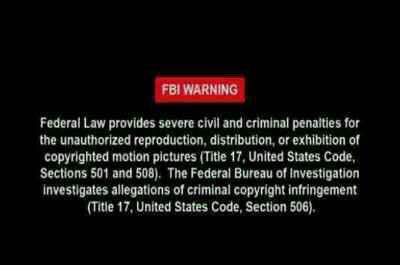 FBI WARNING
Federal Law provides severe civil and criminal penalties for
the unauthorized reproduction, distribution, or exhibition of
copyrighted motion pictures (Title 17, United States Code,
Sections 501 and 508). The Federal Bureau of Investigation
investigates allegations of criminal copyright infringement
(Title 17, United States Code, Section 506).